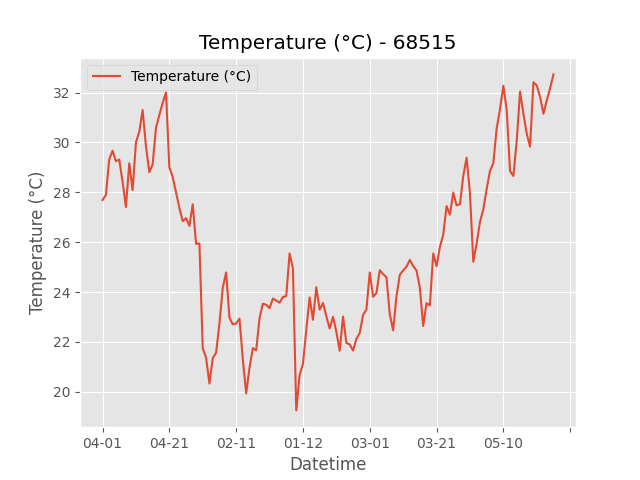 Temperature (°C) - 68515
Temperature (°C)
Temperature (°C)
32
30
28
26
24
22
20
04-01 04-21 02-11 01-12 03-01 03-21 05-10
Datetime